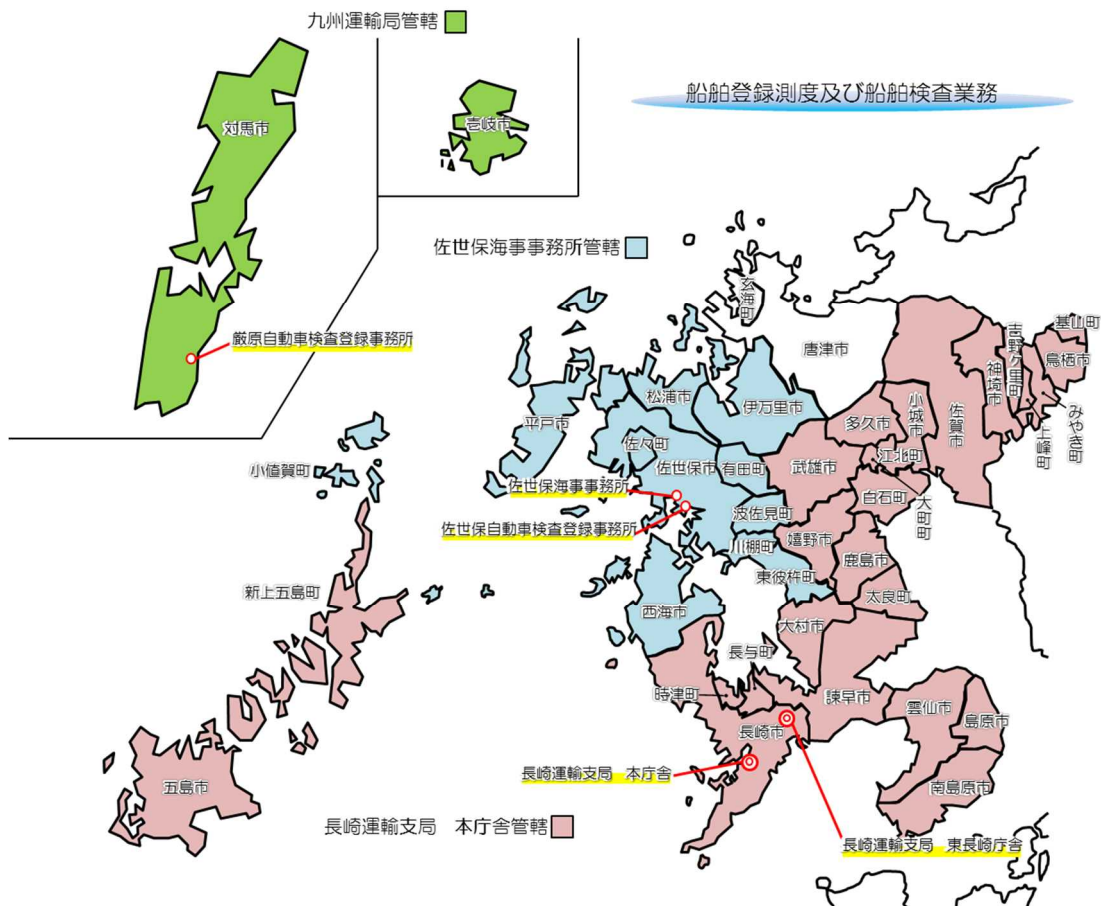 九州運輸局管轄
船舶登録測度及び船舶検査業務
対馬市
壱岐市
佐世保海事事務所管轄
玄海町
厳原自動車検査登録事務所
唐津市
基山町
鳥栖市
吉野ヶ里町
神埼市
みやき町
上峰町
松浦市
伊万里市
平戸市
多久市
小城市
佐賀市
佐々町
佐世保市
有田町
武雄市
江北町
小値賀町
佐世保海事事務所
白石町
大町町
波佐見町
佐世保自動車検査登録事務所
川棚町
嬉野市
鹿島市
東彼杵町
新上五島町
太良町
西海市
大村市
長与町
時津町
諫早市
雲仙市
島原市
長崎市
長崎運輸支局 本庁舎
五島市
南島原市
長崎運輸支局 本庁舎管轄
長崎運輸支局 東長崎庁舎